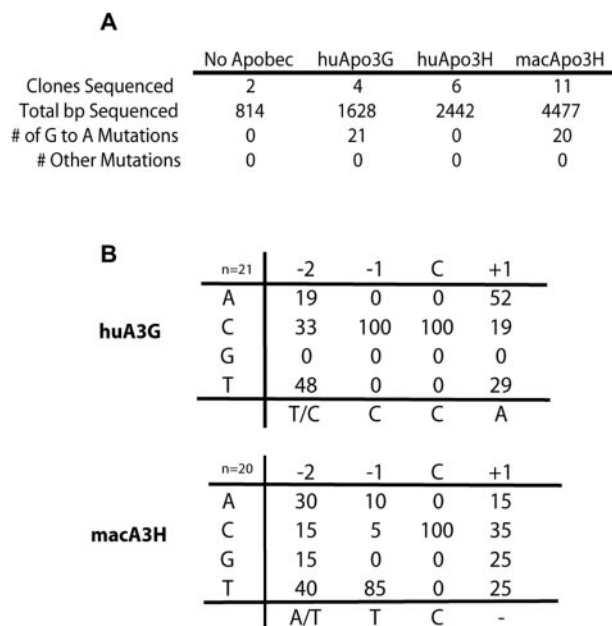 A
No Apobec huApo3G huApo3H macApo3H
Clones Sequenced 2 4 6 11
Total bp Sequenced 814 1628 2442 4477
# of G to A Mutations 0 21 0 20
# Other Mutations 0 0 0 0
B
n=21 -2 -1 C +1
A 19 0 0 52
huA3G C 33 100 100 19
G 0 0 0 0
T 48 0 0 29
T/C C C A
n=20 -2 -1 C +1
A 30 10 0 15
macA3H C 15 5 100 35
G 15 0 0 25
T 40 85 0 25
A/T T C -